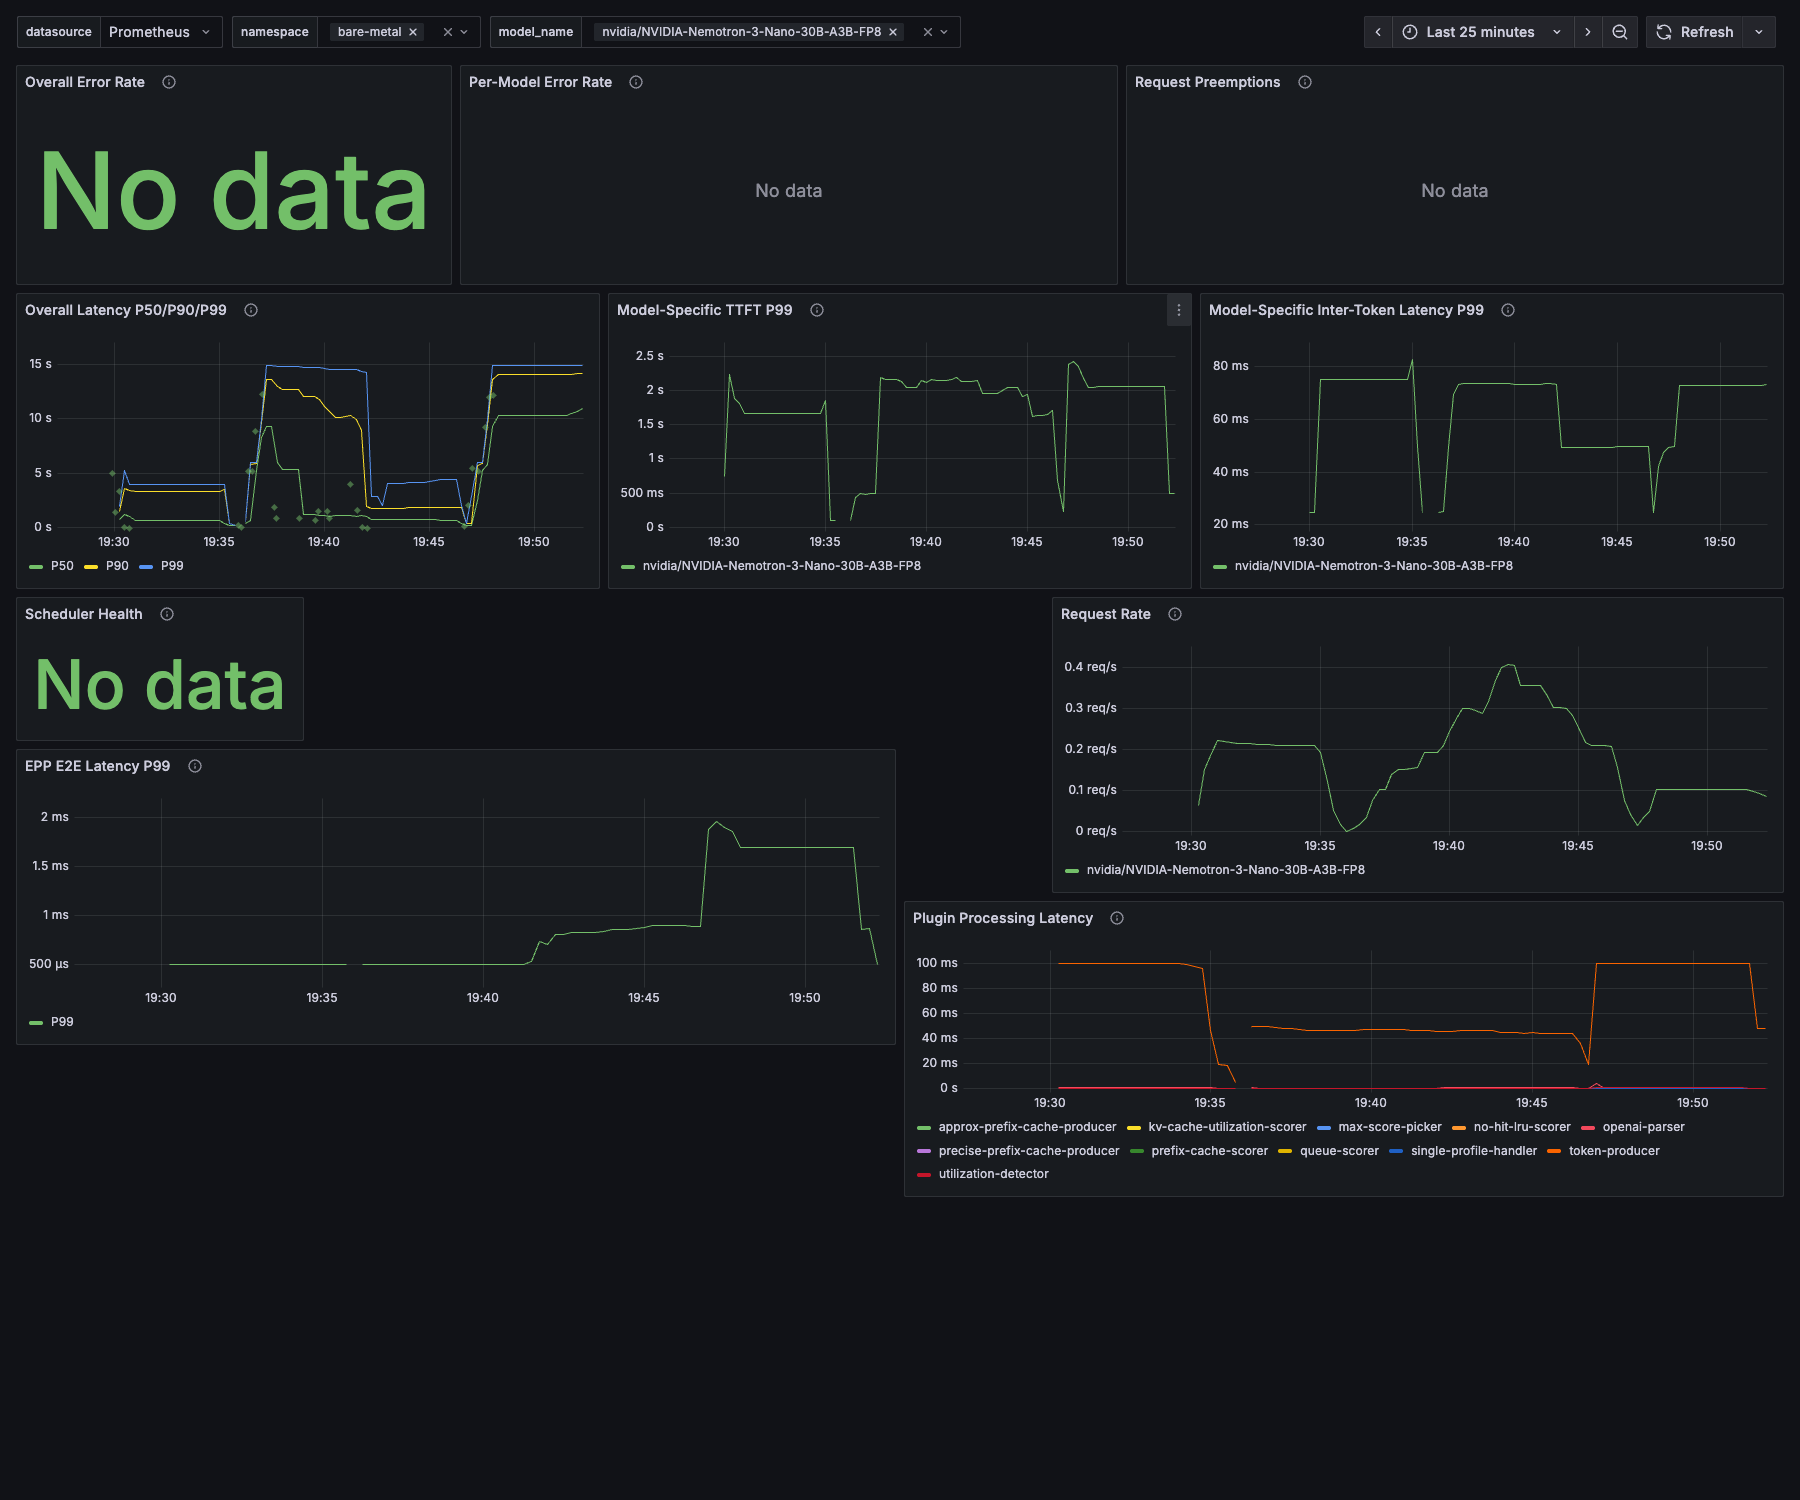 datasource Prometheus namespace bare-metal model_name nvidia/NVIDIA-Nemotron-3-Nano-30B-A3B-FP8 Last 25 minutes Refresh
Overall Error Rate
No data
Per-Model Error Rate
No data
Request Preemptions
No data
Overall Latency P50/P90/P99
15 s
10 s
5 s
0 s
19:30 19:35 19:40 19:45 19:50
P50 P90 P99
Model-Specific TTFT P99
2.5 s
2 s
1.5 s
1 s
500 ms
0 s
19:30 19:35 19:40 19:45 19:50
nvidia/NVIDIA-Nemotron-3-Nano-30B-A3B-FP8
Model-Specific Inter-Token Latency P99
80 ms
60 ms
40 ms
20 ms
19:30 19:35 19:40 19:45 19:50
nvidia/NVIDIA-Nemotron-3-Nano-30B-A3B-FP8
Scheduler Health
No data
Request Rate
0.4 req/s
0.3 req/s
0.2 req/s
0.1 req/s
0 req/s
19:30 19:35 19:40 19:45 19:50
nvidia/NVIDIA-Nemotron-3-Nano-30B-A3B-FP8
EPP E2E Latency P99
2 ms
1.5 ms
1 ms
500 µs
19:30 19:35 19:40 19:45 19:50
P99
Plugin Processing Latency
100 ms
80 ms
60 ms
40 ms
20 ms
0 s
19:30 19:35 19:40 19:45 19:50
approx-prefix-cache-producer kv-cache-utilization-scorer max-score-picker no-hit-lru-scorer openai-parser
precise-prefix-cache-producer prefix-cache-scorer queue-scorer single-profile-handler token-producer
utilization-detector